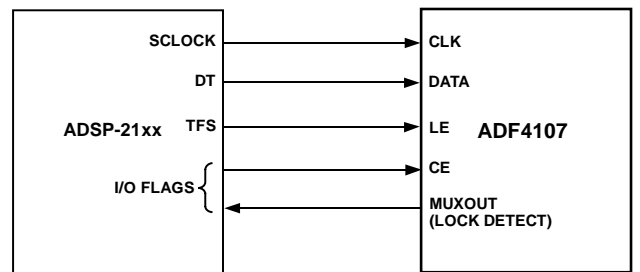 SCLOCK
CLK
DT
DATA
ADSP-21xx
TFS
LE
ADF4107
CE
I/O FLAGS
MUXOUT
(LOCK DETECT)